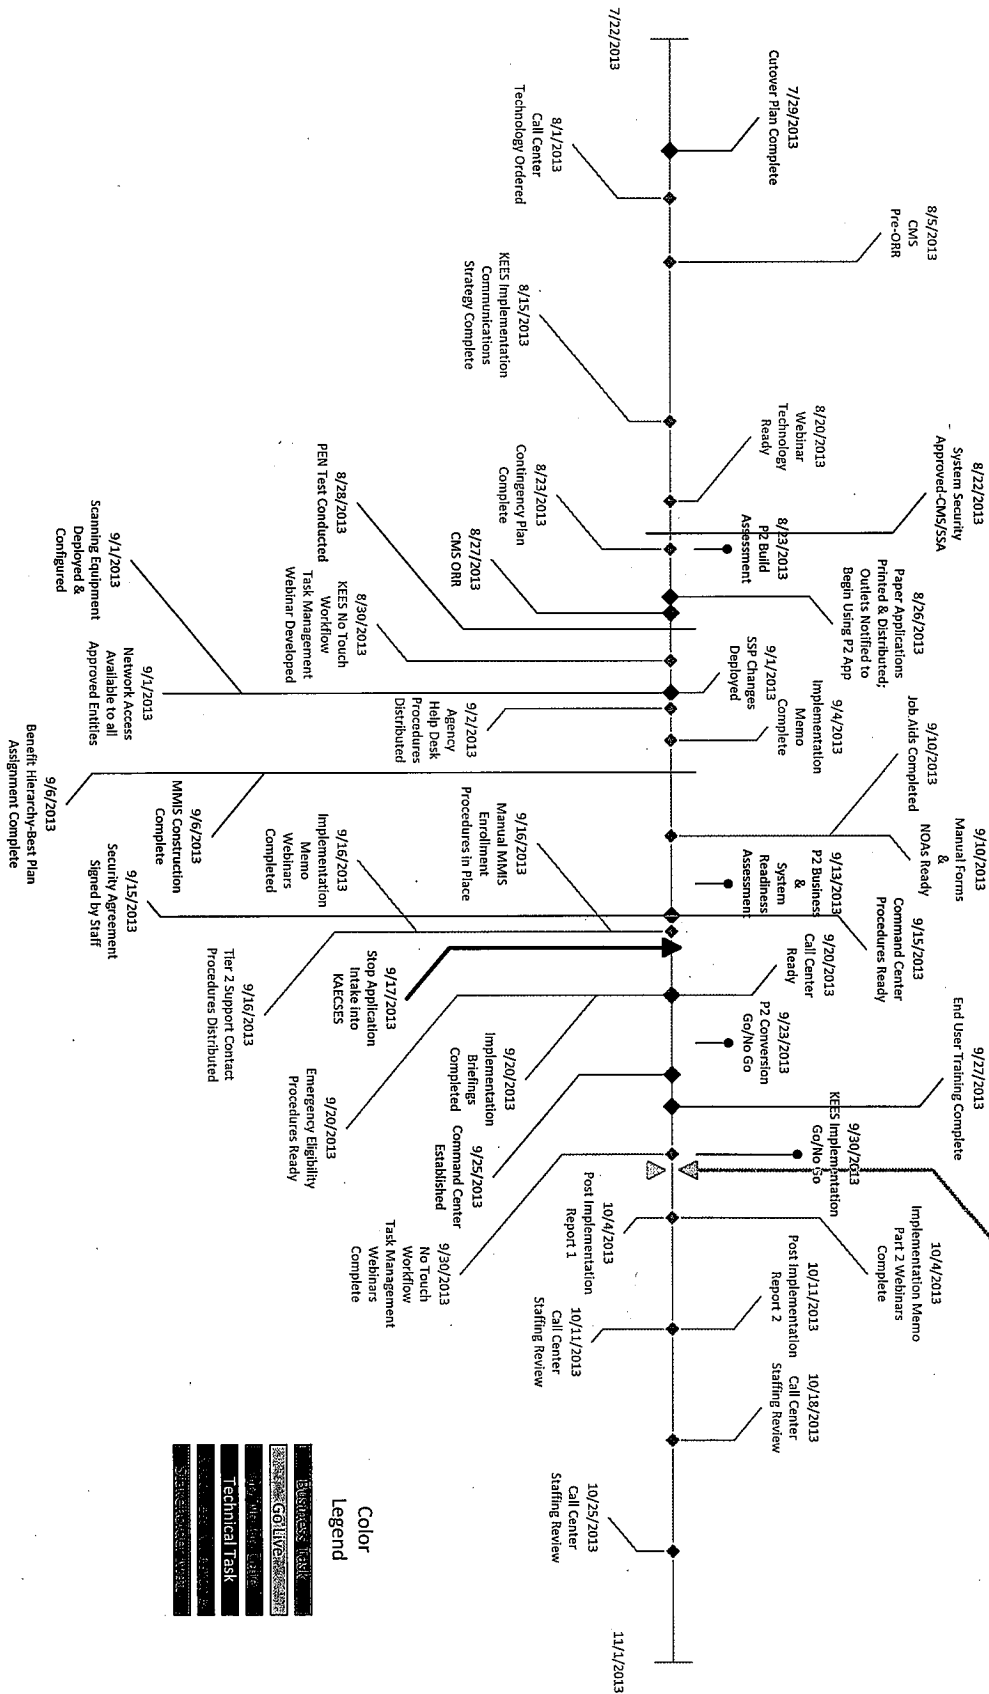 7/22/2013
7/29/2013
Cutover Plan Complete
8/1/2013
Call Center
Technology Ordered
8/5/2013
CMS
Pre-ORR
8/15/2013
KEES Implementation
Communications
Strategy Complete
8/20/2013
Webinar
Technology
Ready
8/22/2013
System Security
Approved-CMS/SSA
8/23/2013
Contingency Plan
Complete
8/23/2013
P2 Build
Assessment
8/26/2013
Paper Applications
Printed & Distributed;
Outlets Notified to
Begin Using P2 App
8/27/2013
CMS ORR
8/28/2013
PEN Test Conducted
8/30/2013
KEES No Touch
Workflow
Task Management
Webinar Developed
9/1/2013
SSP Changes
Deployed
9/1/2013
Scanning Equipment
Deployed &
Configured
9/1/2013
Network Access
Available to all
Approved Entities
9/2/2013
Agency
Help Desk
Procedures
Distributed
9/4/2013
Implementation
Memo
Complete
9/6/2013
Benefit Hierarchy-Best Plan
Assignment Complete
9/6/2013
MMIS Construction
Complete
9/10/2013
Job Aids Completed
9/10/2013
Manual Forms
&
NOAs Ready
9/13/2013
P2 Business
&
System
Readiness
Assessment
9/15/2013
Command Center
Procedures Ready
9/15/2013
Security Agreement
Signed by Staff
9/16/2013
Manual MMIS
Enrollment
Procedures in Place
9/16/2013
Implementation
Memo
Webinars
Completed
9/16/2013
Tier 2 Support Contact
Procedures Distributed
9/17/2013
Stop Application
Intake into
KAECSES
9/20/2013
Call Center
Ready
9/20/2013
Implementation
Briefings
Completed
9/20/2013
Emergency Eligibility
Procedures Ready
9/23/2013
P2 Conversion
Go/No Go
9/25/2013
Command Center
Established
9/27/2013
End User Training Complete
9/30/2013
KEES Implementation
Go/No Go
9/30/2013
No Touch
Workflow
Task Management
Webinars
Complete
10/4/2013
Implementation Memo
Part 2 Webinars
Complete
10/4/2013
Post Implementation
Report 1
10/11/2013
Post Implementation
Report 2
10/11/2013
Call Center
Staffing Review
10/18/2013
Call Center
Staffing Review
10/25/2013
Call Center
Staffing Review
11/1/2013
Color
Legend
Business Task
Go Live
Technical Task